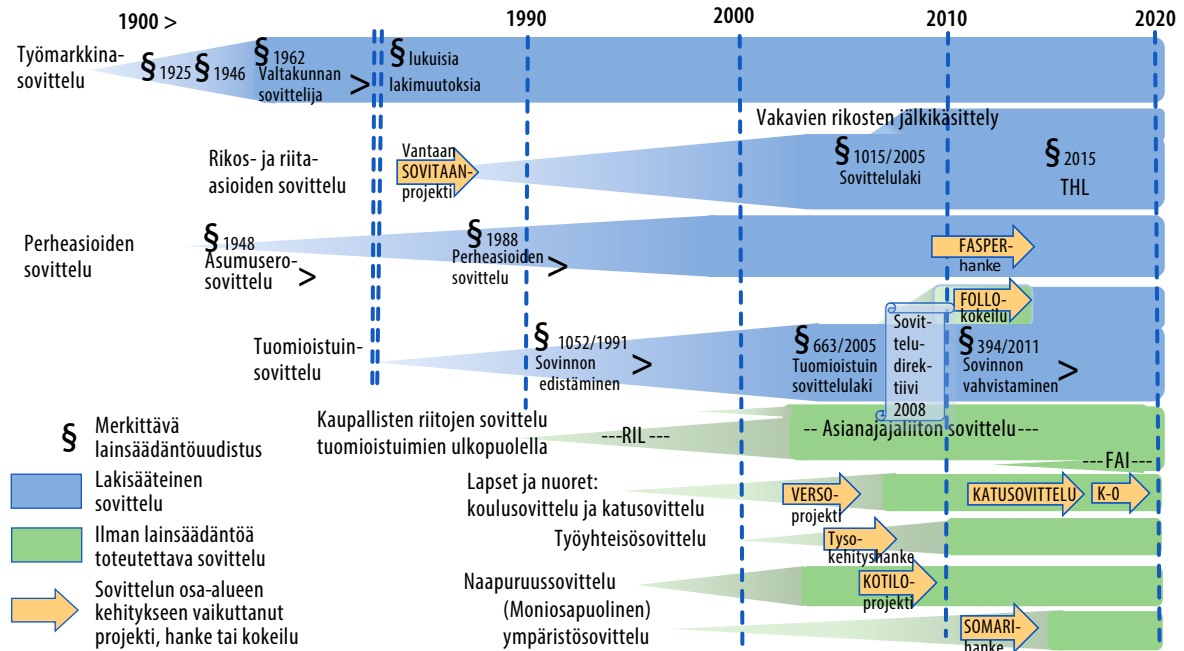 1900 >
1990
2000
2010
2020
Työmarkkina-
sovittelu
§ 1925 § 1946
§ 1962
Valtakunnan
sovittelija >
§ lukuisia
lakimuutoksia
Vakavien rikosten jälkikäsittely
Rikos- ja riita-
asioiden sovittelu
Vantaan
SOVITAAN-
projekti
§ 1015/2005
Sovittelulaki
§ 2015
THL
Perheasioiden
sovittelu
§ 1948
Asumusero-
sovittelu >
§ 1988
Perheasioiden
sovittelu >
FASPER-
hanke
FOLLO-
kokeilu
Tuomioistuin-
sovittelu
§ 1052/1991
Sovinnon
edistäminen >
§ 663/2005
Tuomioistuin
sovittelulaki
Sovit-
telu-
direk-
tiivi
2008
§ 394/2011
Sovinnon
vahvistaminen >
Kaupallisten riitojen sovittelu
tuomioistuimien ulkopuolella
---RIL ---
-- Asianajajaliiton sovittelu---
---FAI---
Lapset ja nuoret:
koulusovittelu ja katusovittelu
VERSO-
projekti
KATUSOVITTELU
K-0
Työyhteisösovittelu
Tyso-
kehityshanke
Naapuruussovittelu
KOTILO-
projekti
(Moniosapuolinen)
ympäristösovittelu
SOMARI-
hanke
§ Merkittävä
lainsäädäntöuudistus
Lakisääteinen
sovittelu
Ilman lainsäädäntöä
toteutettava sovittelu
Sovittelun osa-alueen
kehitykseen vaikuttanut
projekti, hanke tai kokeilu